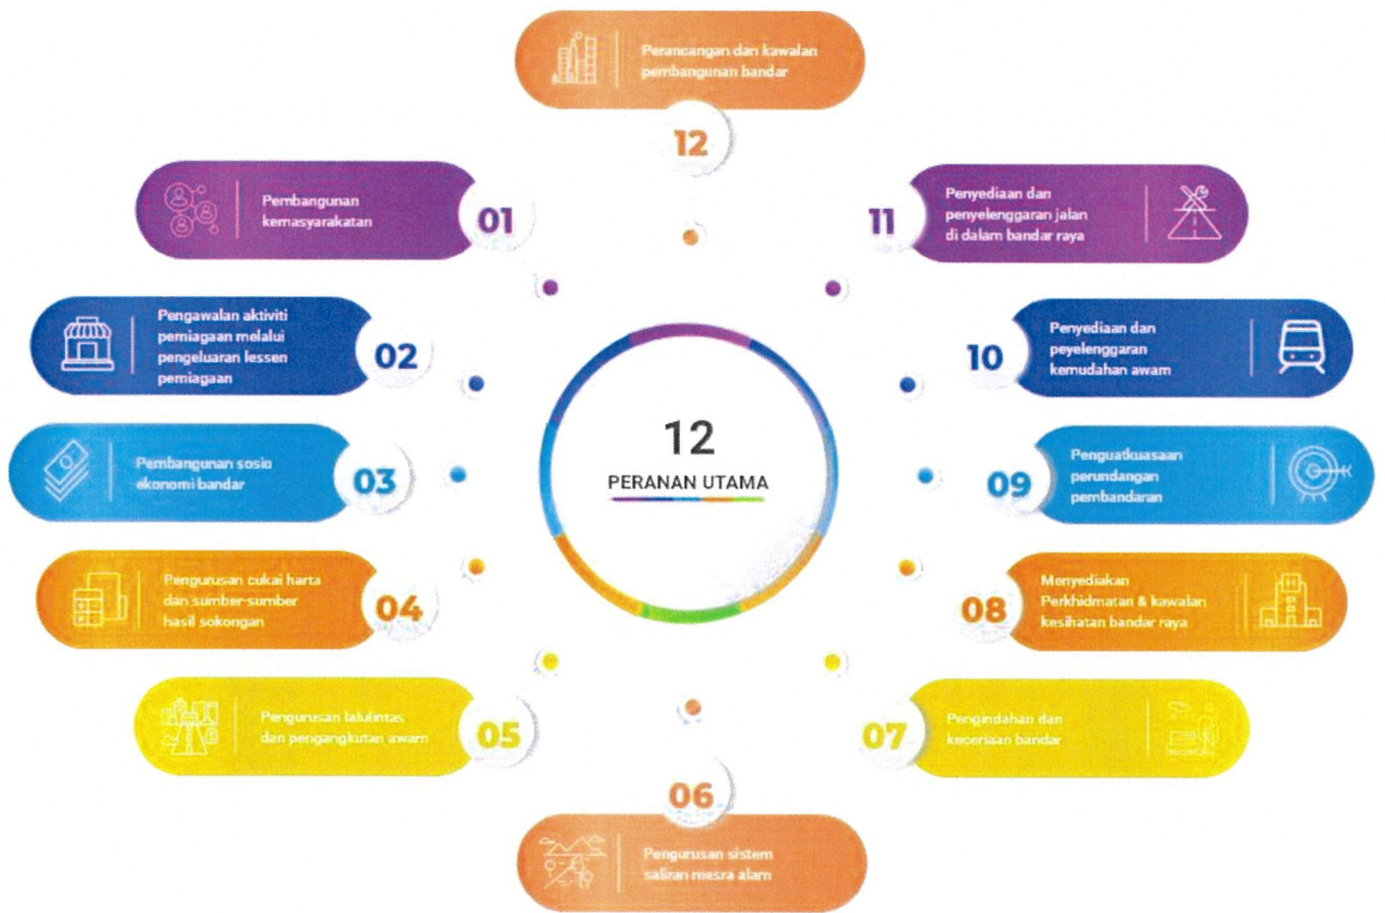 Perancangan dan kawalan
pembangunan bandar
12
Pembangunan
kemasyarakatan
01
11
Penyediaan dan
penyelenggaran jalan
di dalam bandar raya
Pengawalan aktiviti
perniagaan melalui
pengeluaran lessen
perniagaan
02
10
Penyediaan dan
peyelenggaran
kemudahan awam
12
PERANAN UTAMA
Pembangunan sosio
ekonomi bandar
03
09
Penguatkuasaan
perundangan
pembandaran
Pengurusan cukai harta
dan sumber-sumber
hasil sokongan
04
08
Menyediakan
Perkhidmatan & kawalan
kesihatan bandar raya
Pengurusan lalulintas
dan pengangkutan awam
05
07
Pengindahan dan
keceriaan bandar
06
Pengurusan sistem
saliran mesra alam